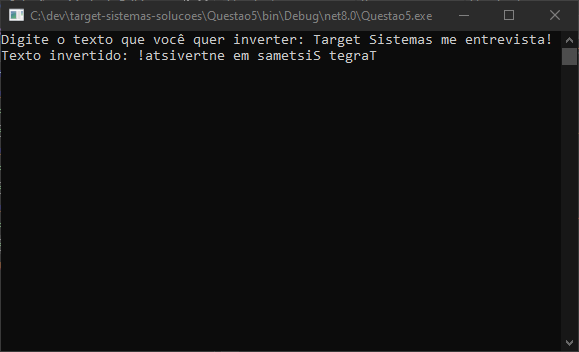 C:\dev\target-sistemas-solucoes\Questao5\bin\Debug\net8.0\Questao5.exe
Digite o texto que você quer inverter: Target Sistemas me entrevista!
Texto invertido: !atsivertne em sametsiS tegraT